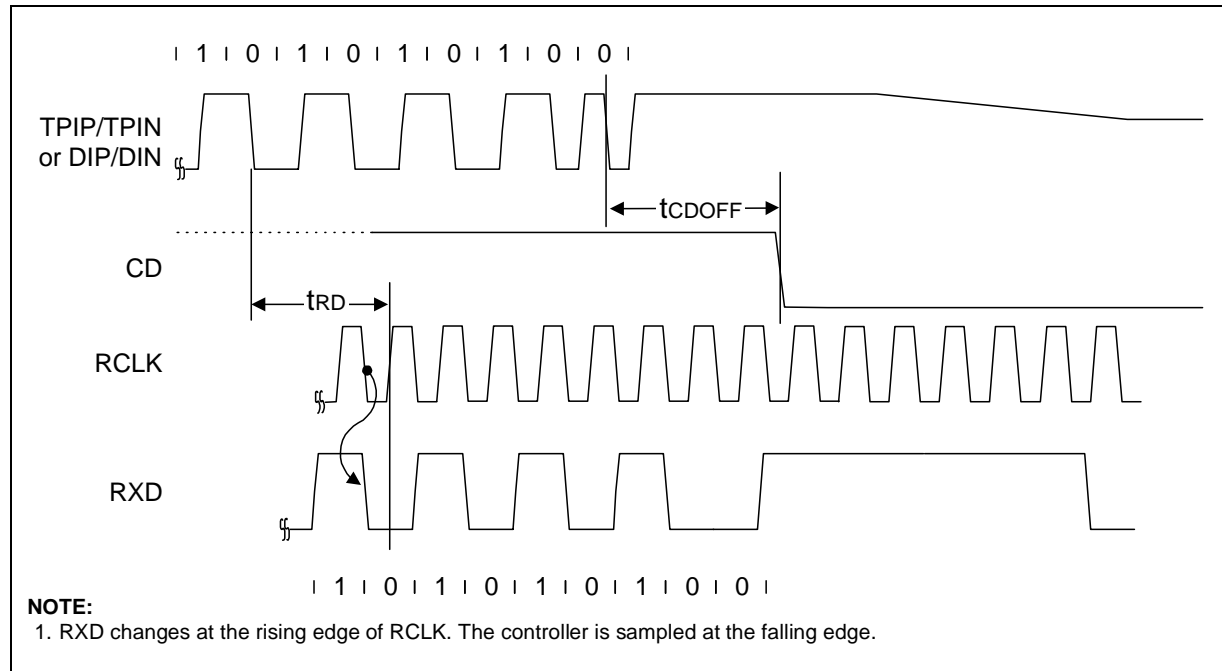 1 0 1 0 1 0 1 0 0
TPIP/TPIN
or DIP/DIN
tCDOFF
CD
tRD
RCLK
RXD
1 0 1 0 1 0 1 0 0
NOTE:
1. RXD changes at the rising edge of RCLK. The controller is sampled at the falling edge.